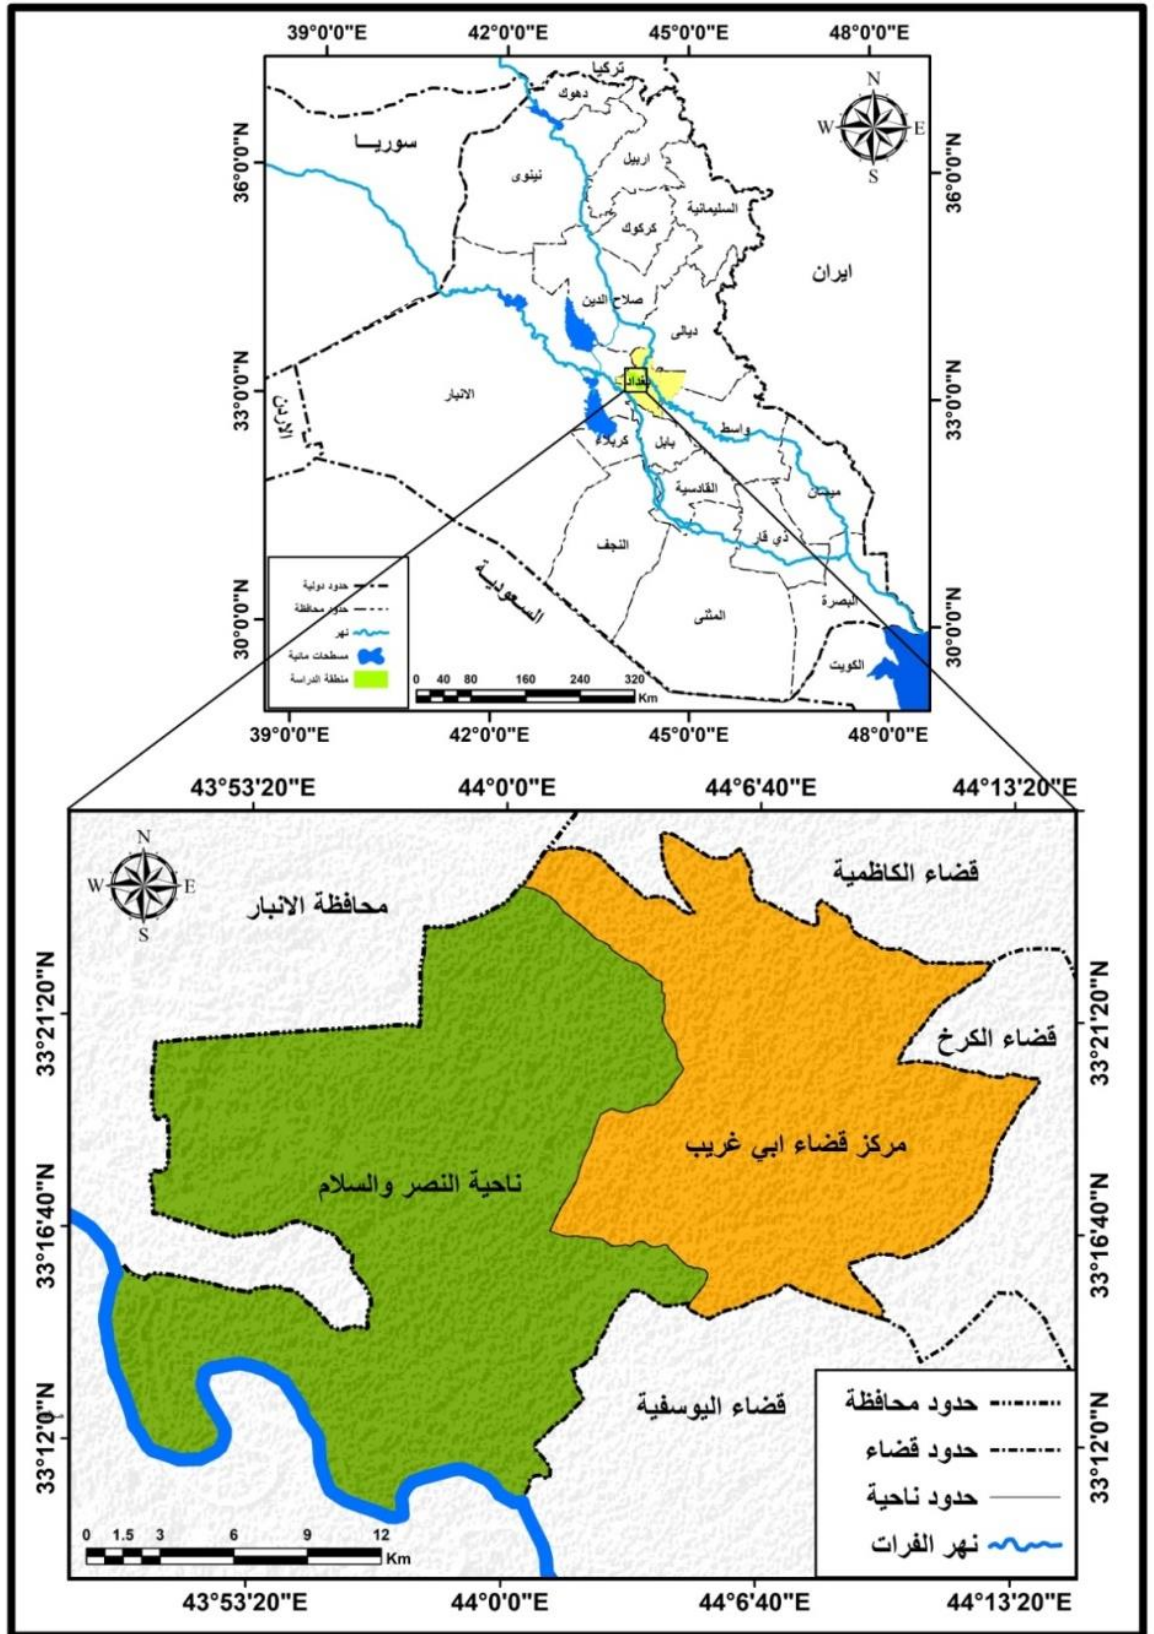 39°0'0"E 42°0'0"E 45°0'0"E 48°0'0"E
36°0'0"N
33°0'0"N
30°0'0"N
36°0'0"N
33°0'0"N
30°0'0"N
N
W E
S
تركيا
دهوك
سوريـــا
نينوى
اربيل
السليمانية
كركوك
ايران
صلاح الدين
ديالى
بغداد
الانبار
الاردن
واسط
كربلاء
بابل
القادسية
ميسان
النجف
ذي قار
السعوديـة
المثنى
البصرة
الكويت
حدود دولية
حدود محافظة
نهر
مسطحات مائية
منطقة الدراسة
0 40 80 160 240 320
Km
39°0'0"E 42°0'0"E 45°0'0"E 48°0'0"E
43°53'20"E 44°0'0"E 44°6'40"E 44°13'20"E
N
W E
S
محافظة الانبار
قضاء الكاظمية
قضاء الكرخ
مركز قضاء ابي غريب
ناحية النصر والسلام
قضاء اليوسفية
33°21'20"N
33°16'40"N
33°12'0"N
33°21'20"N
33°16'40"N
33°12'0"N
حدود محافظة
حدود قضاء
حدود ناحية
نهر الفرات
0 1.5 3 6 9 12
Km
43°53'20"E 44°0'0"E 44°6'40"E 44°13'20"E